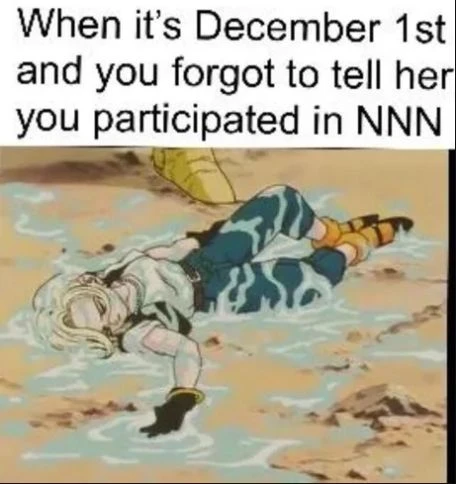 When it's December 1st
and you forgot to tell her
you participated in NNN